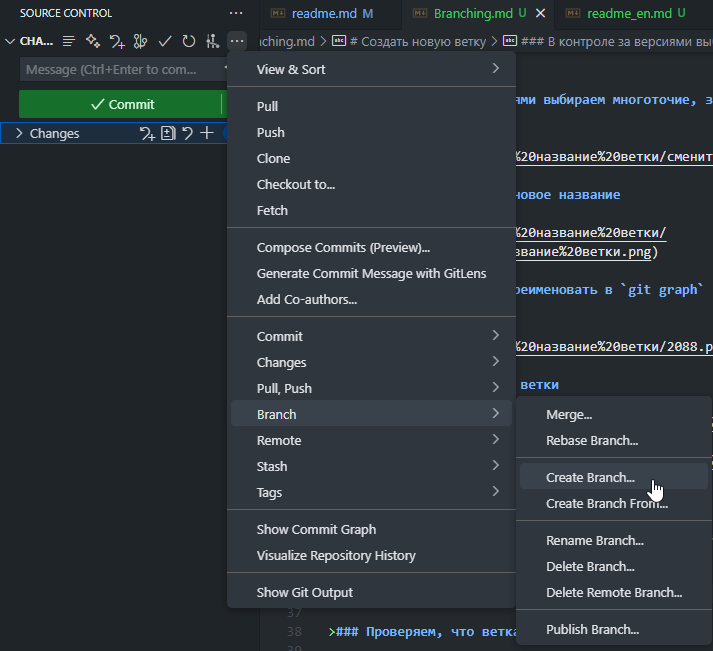 SOURCE CONTROL
readme.md M
Branching.md U
readme_en.md U
CHA...
ching.md > # Создать новую ветку > ### В контроле за версиями вы
Message (Ctrl+Enter to com...
Commit
Changes
View & Sort
Pull
Push
Clone
Checkout to...
Fetch
Compose Commits (Preview)...
Generate Commit Message with GitLens
Add Co-authors...
Commit
Changes
Pull, Push
Branch
Remote
Stash
Tags
Show Commit Graph
Visualize Repository History
Show Git Output
ями выбираем многоточие, з
%20название%20ветки/сменит
новое название
%20название%20ветки/
звание%20ветки.png)
реименовать в `git graph`
%20название%20ветки/2088.p
ветки
Merge...
Rebase Branch...
Create Branch...
Create Branch From...
Rename Branch...
Delete Branch...
Delete Remote Branch...
Publish Branch...
37
38 >### Проверяем, что ветка
39